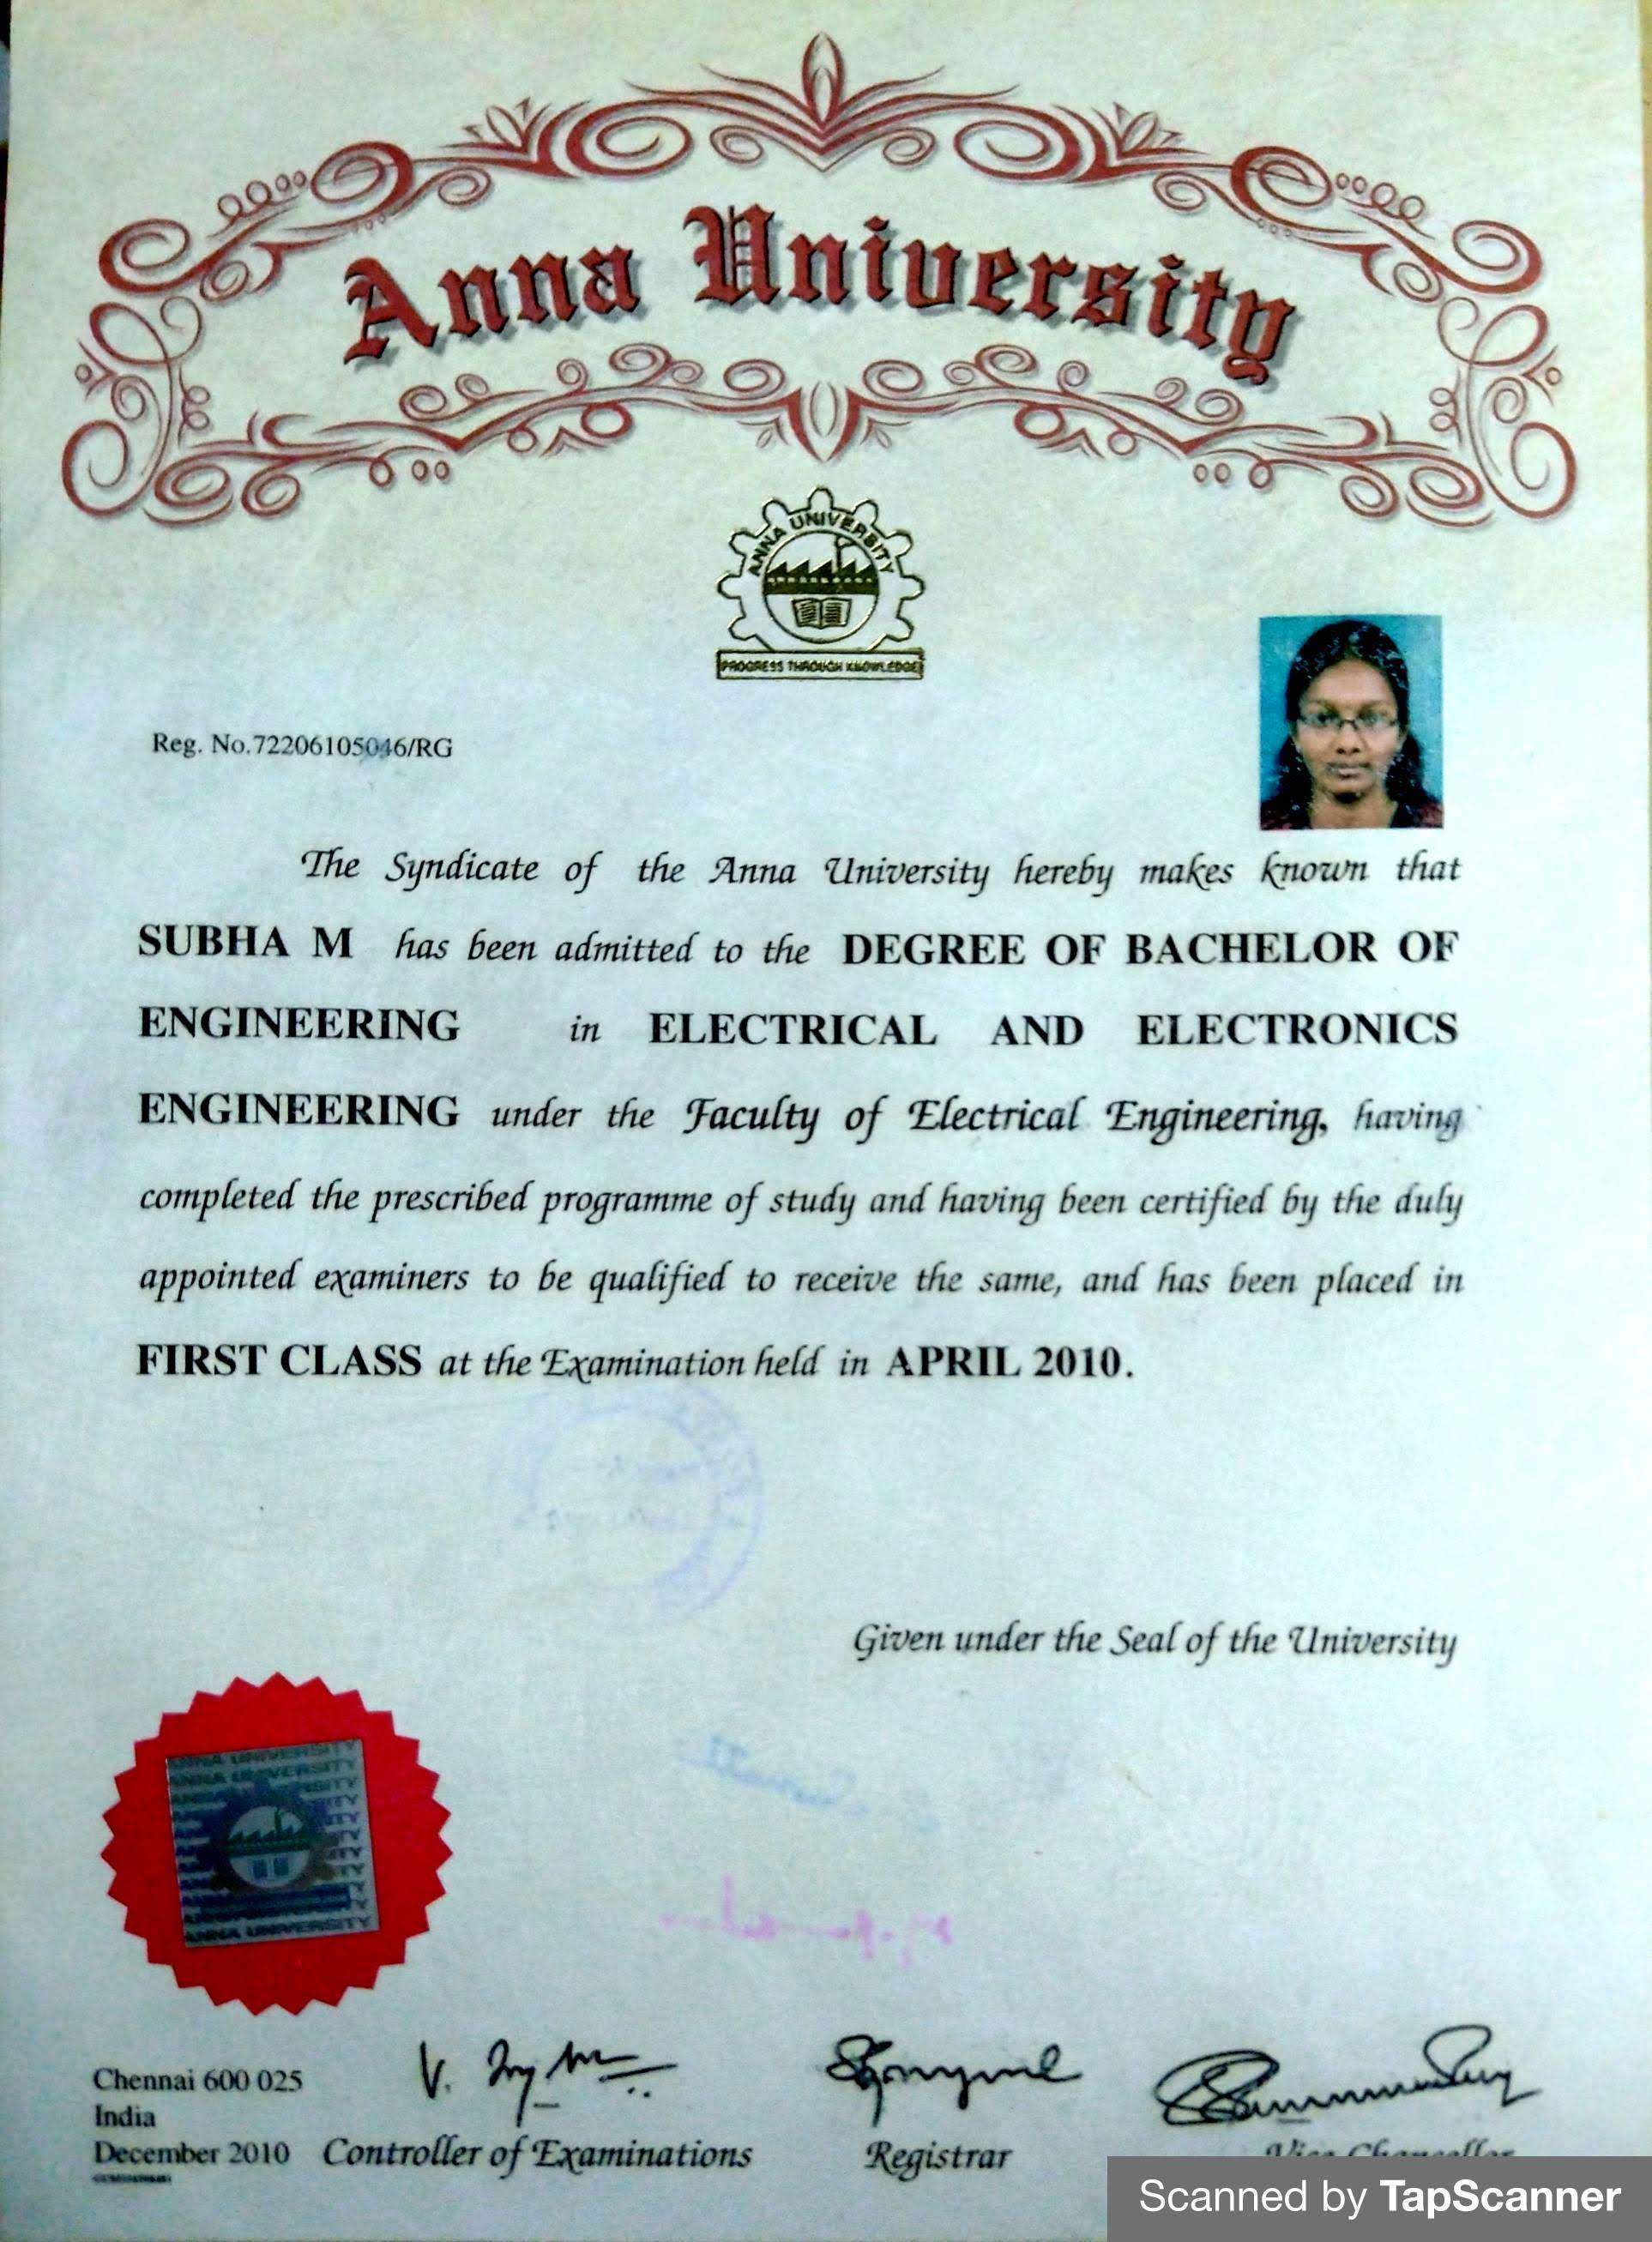 Anna University
ANNA UNIVERSITY
PROGRESS THROUGH KNOWLEDGE
Reg. No.72206105046/RG
The Syndicate of the Anna University hereby makes known that
SUBHA M has been admitted to the DEGREE OF BACHELOR OF
ENGINEERING in ELECTRICAL AND ELECTRONICS
ENGINEERING under the Faculty of Electrical Engineering, having
completed the prescribed programme of study and having been certified by the duly
appointed examiners to be qualified to receive the same, and has been placed in
FIRST CLASS at the Examination held in APRIL 2010.
Given under the Seal of the University
ANNA UNIVERSITY
ANNA UNIVERSITY
ANNA UNIVERSITY
Chennai 600 025
India
December 2010 Controller of Examinations Registrar Vice Chancellor
Scanned by TapScanner